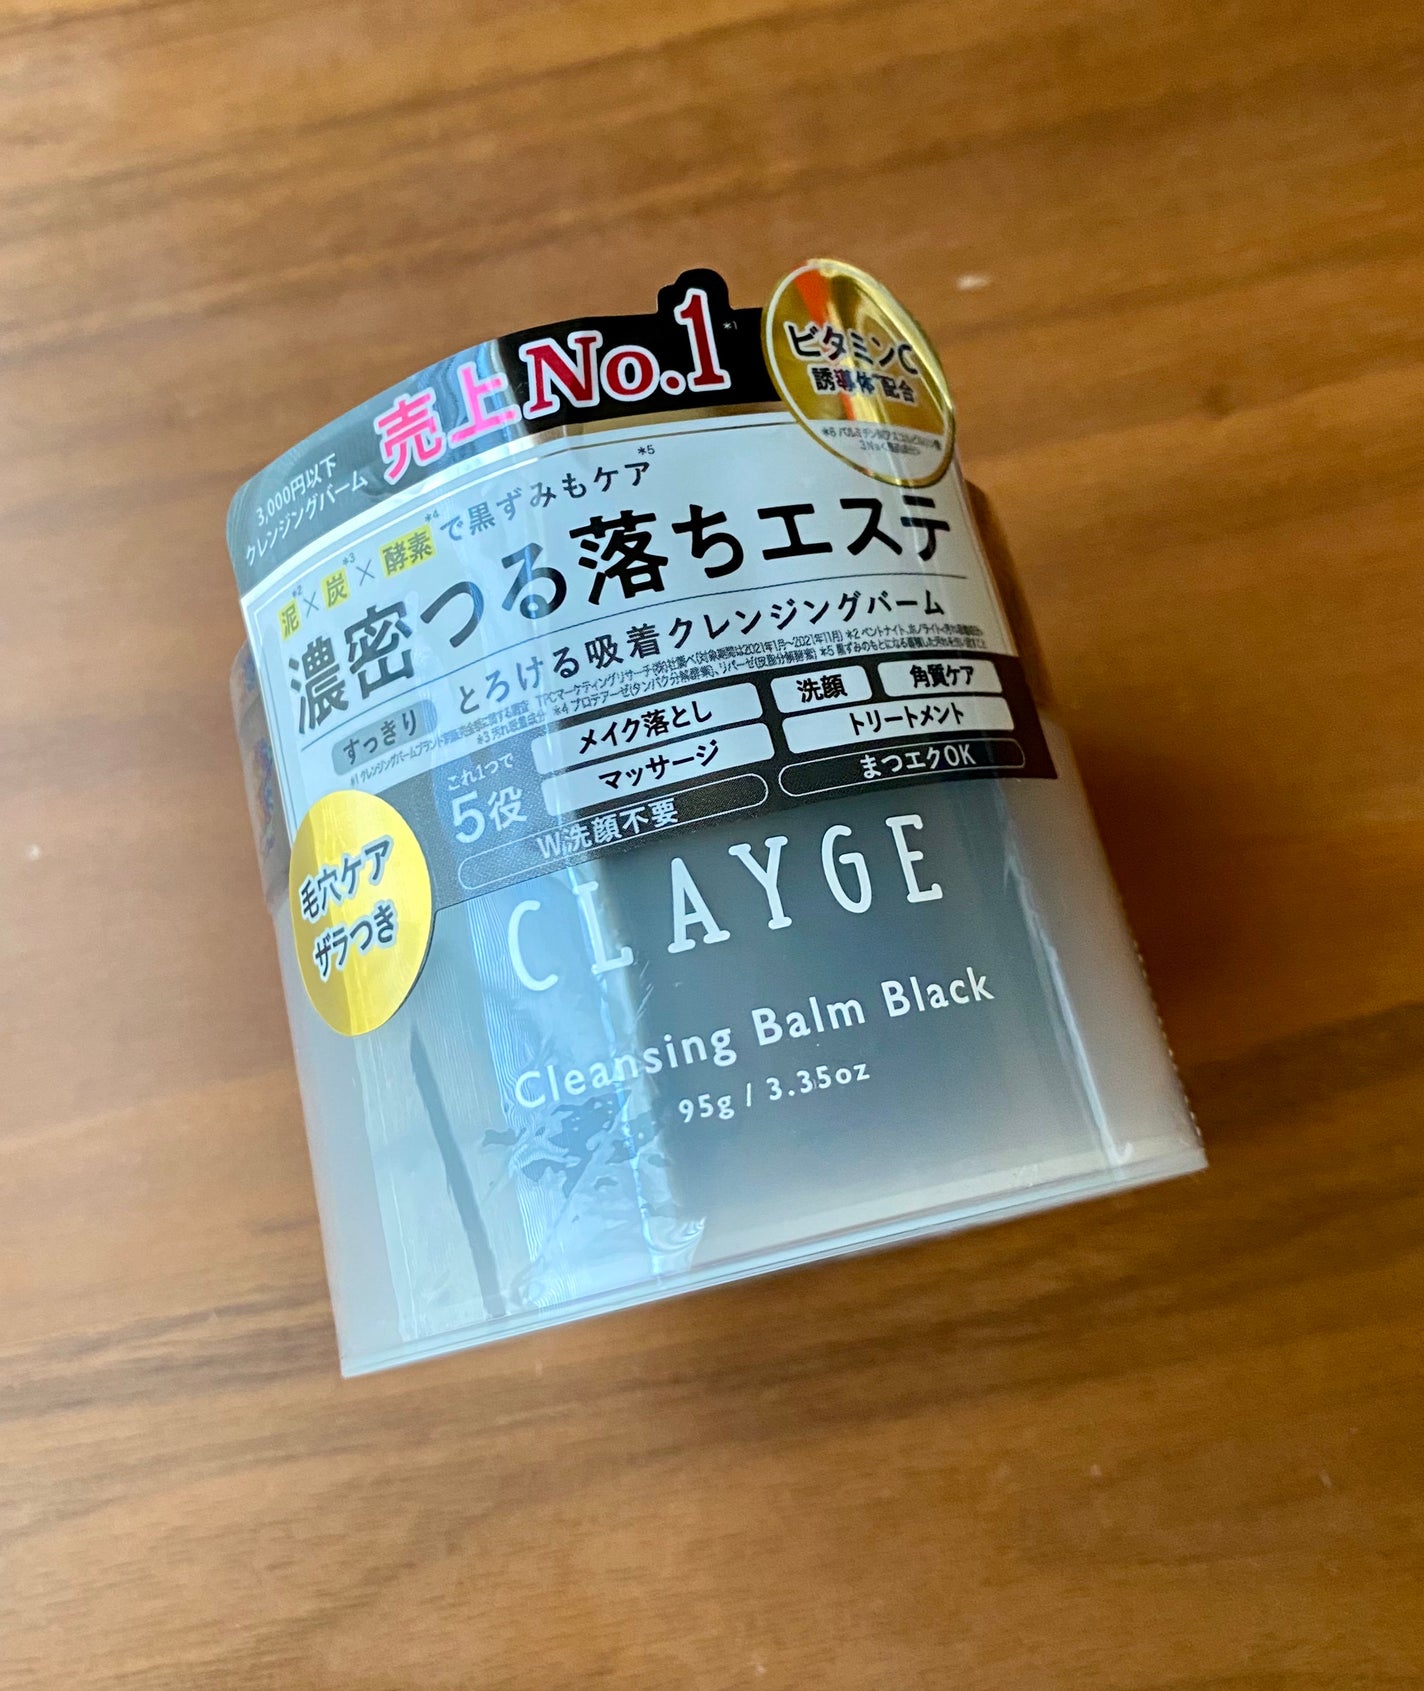 売上No.1*1
3,000円以下
クレンジングバーム
ビタミンC
誘導体*6配合
泥*2×炭*3×酵素*4で黒ずみもケア*5
濃密つる落ちエステ
すっきり
とろける吸着クレンジングバーム
これ1つで
5役
メイク落とし
洗顔
角質ケア
マッサージ
トリートメント
W洗顔不要
まつエクOK
毛穴ケア
ザラつき
CLAYGE
Cleansing Balm Black
95g / 3.35oz